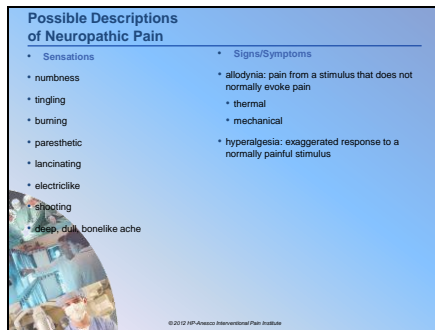 Possible Descriptions
of Neuropathic Pain
• Sensations
• numbness
• tingling
• burning
• paresthetic
• lancinating
• electriclike
• shooting
• deep, dull, bonelike ache
• Signs/Symptoms
• allodynia: pain from a stimulus that does not
normally evoke pain
• thermal
• mechanical
• hyperalgesia: exaggerated response to a
normally painful stimulus
© 2012 HP-Anesco Interventional Pain Institute